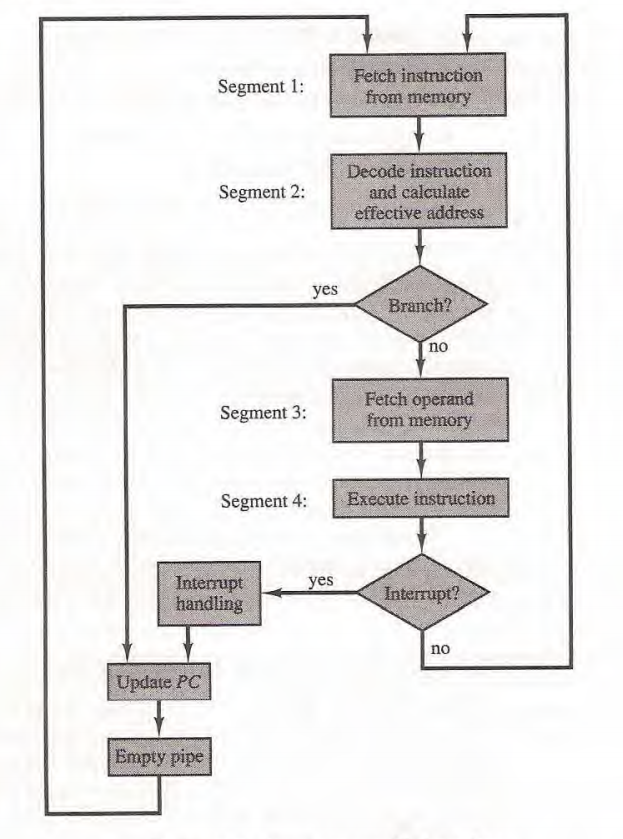 Segment 1:
Fetch instruction
from memory
Segment 2:
Decode instruction
and calculate
effective address
yes
Branch?
no
Segment 3:
Fetch operand
from memory
Segment 4:
Execute instruction
Interrupt
handling
yes
Interrupt?
no
Update PC
Empty pipe